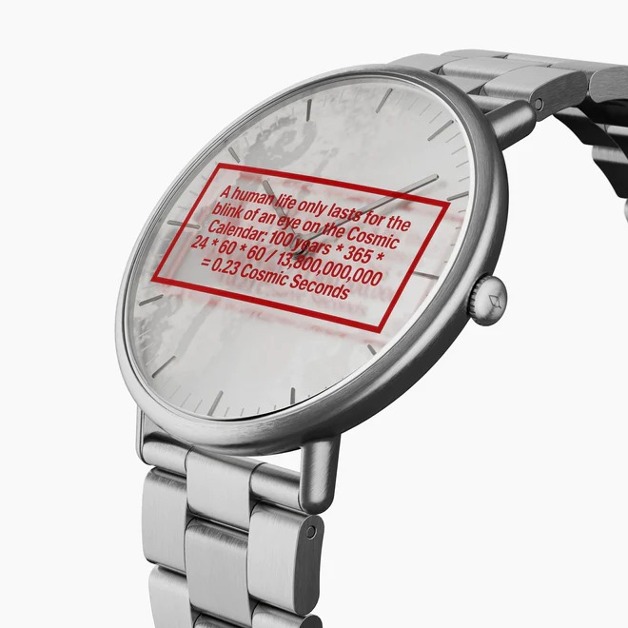 A human life only lasts for the
blink of an eye on the Cosmic
Calendar: 100 years * 365 *
24 * 60 * 60 / 13,800,000,000
= 0.23 Cosmic Seconds